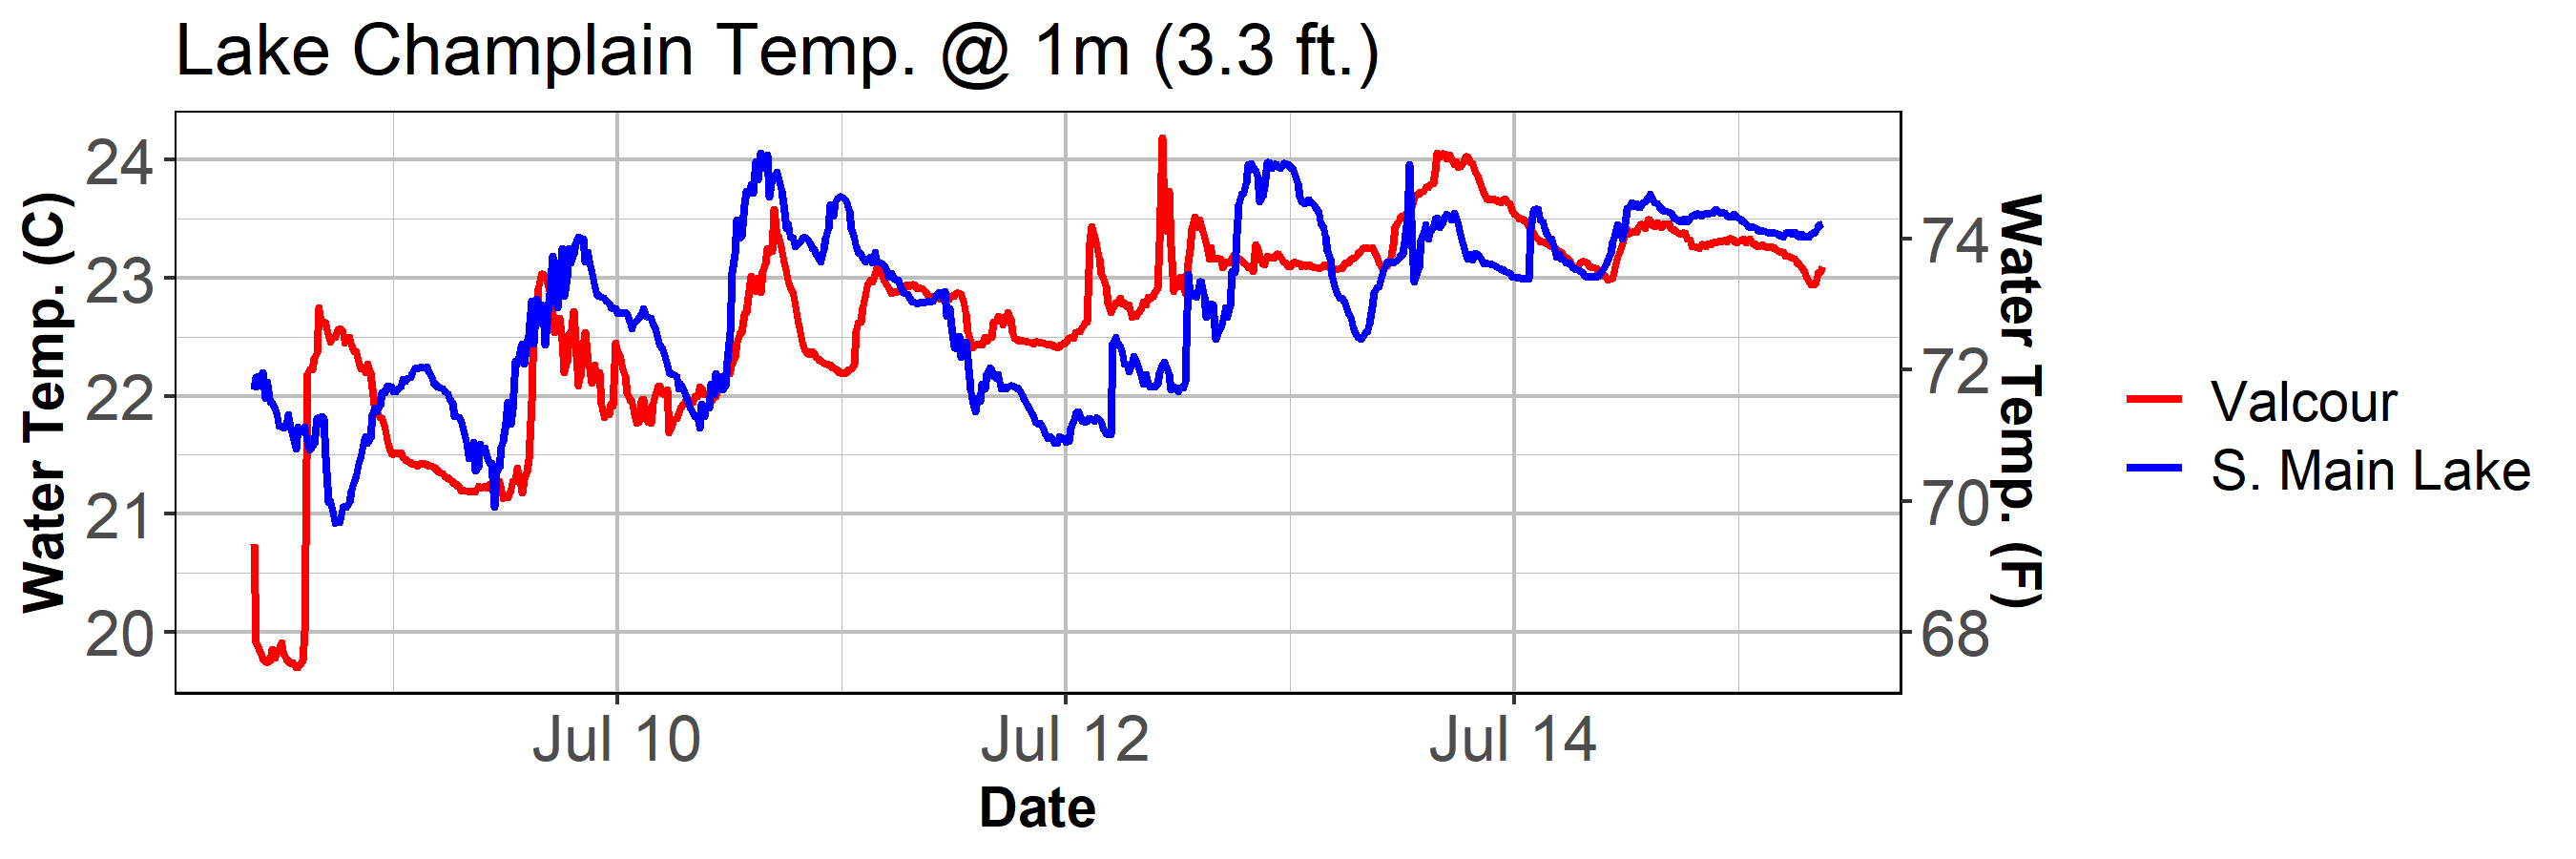 Lake Champlain Temp. @ 1m (3.3 ft.)
Water Temp. (C)
24
23
22
21
20
74
72
70
68
Water Temp. (F)
Jul 10
Jul 12
Jul 14
Date
Valcour
S. Main Lake